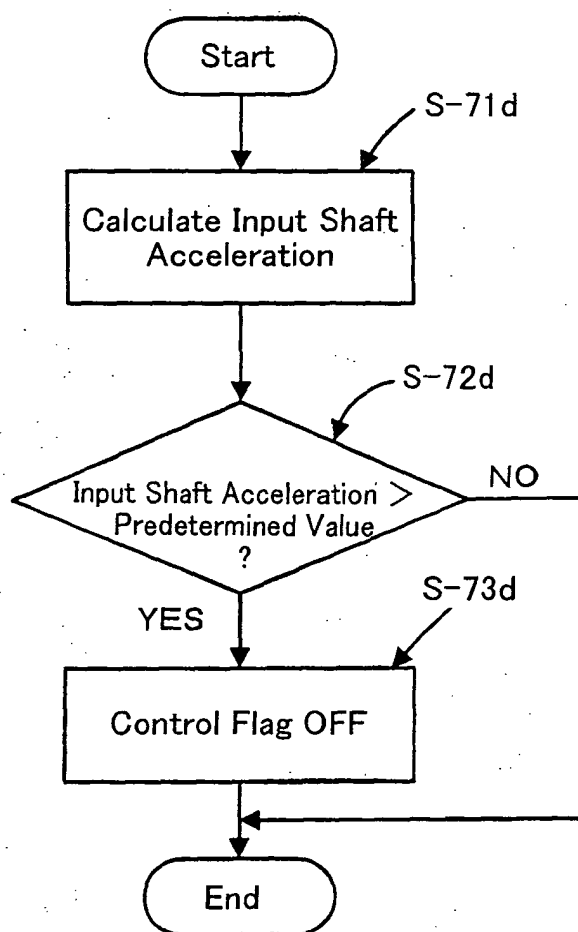 Start
S-71d
Calculate Input Shaft
Acceleration
S-72d
Input Shaft Acceleration >
Predetermined Value
?
NO
YES
S-73d
Control Flag OFF
End